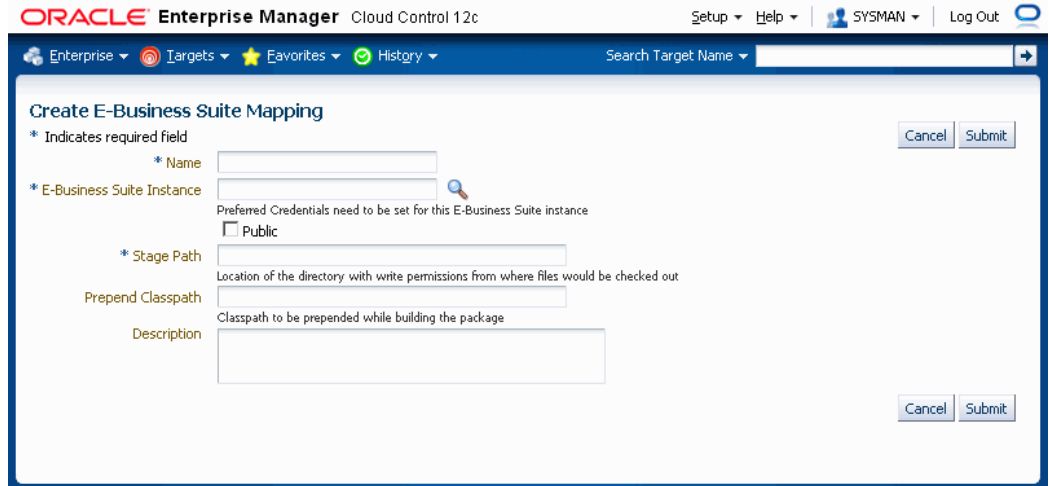 ORACLE Enterprise Manager Cloud Control 12c Setup Help SYSMAN Log Out
Enterprise Targets Favorites History Search Target Name
Create E-Business Suite Mapping
* Indicates required field Cancel Submit
* Name
* E-Business Suite Instance
Preferred Credentials need to be set for this E-Business Suite instance
Public
* Stage Path
Location of the directory with write permissions from where files would be checked out
Prepend Classpath
Classpath to be prepended while building the package
Description
Cancel Submit